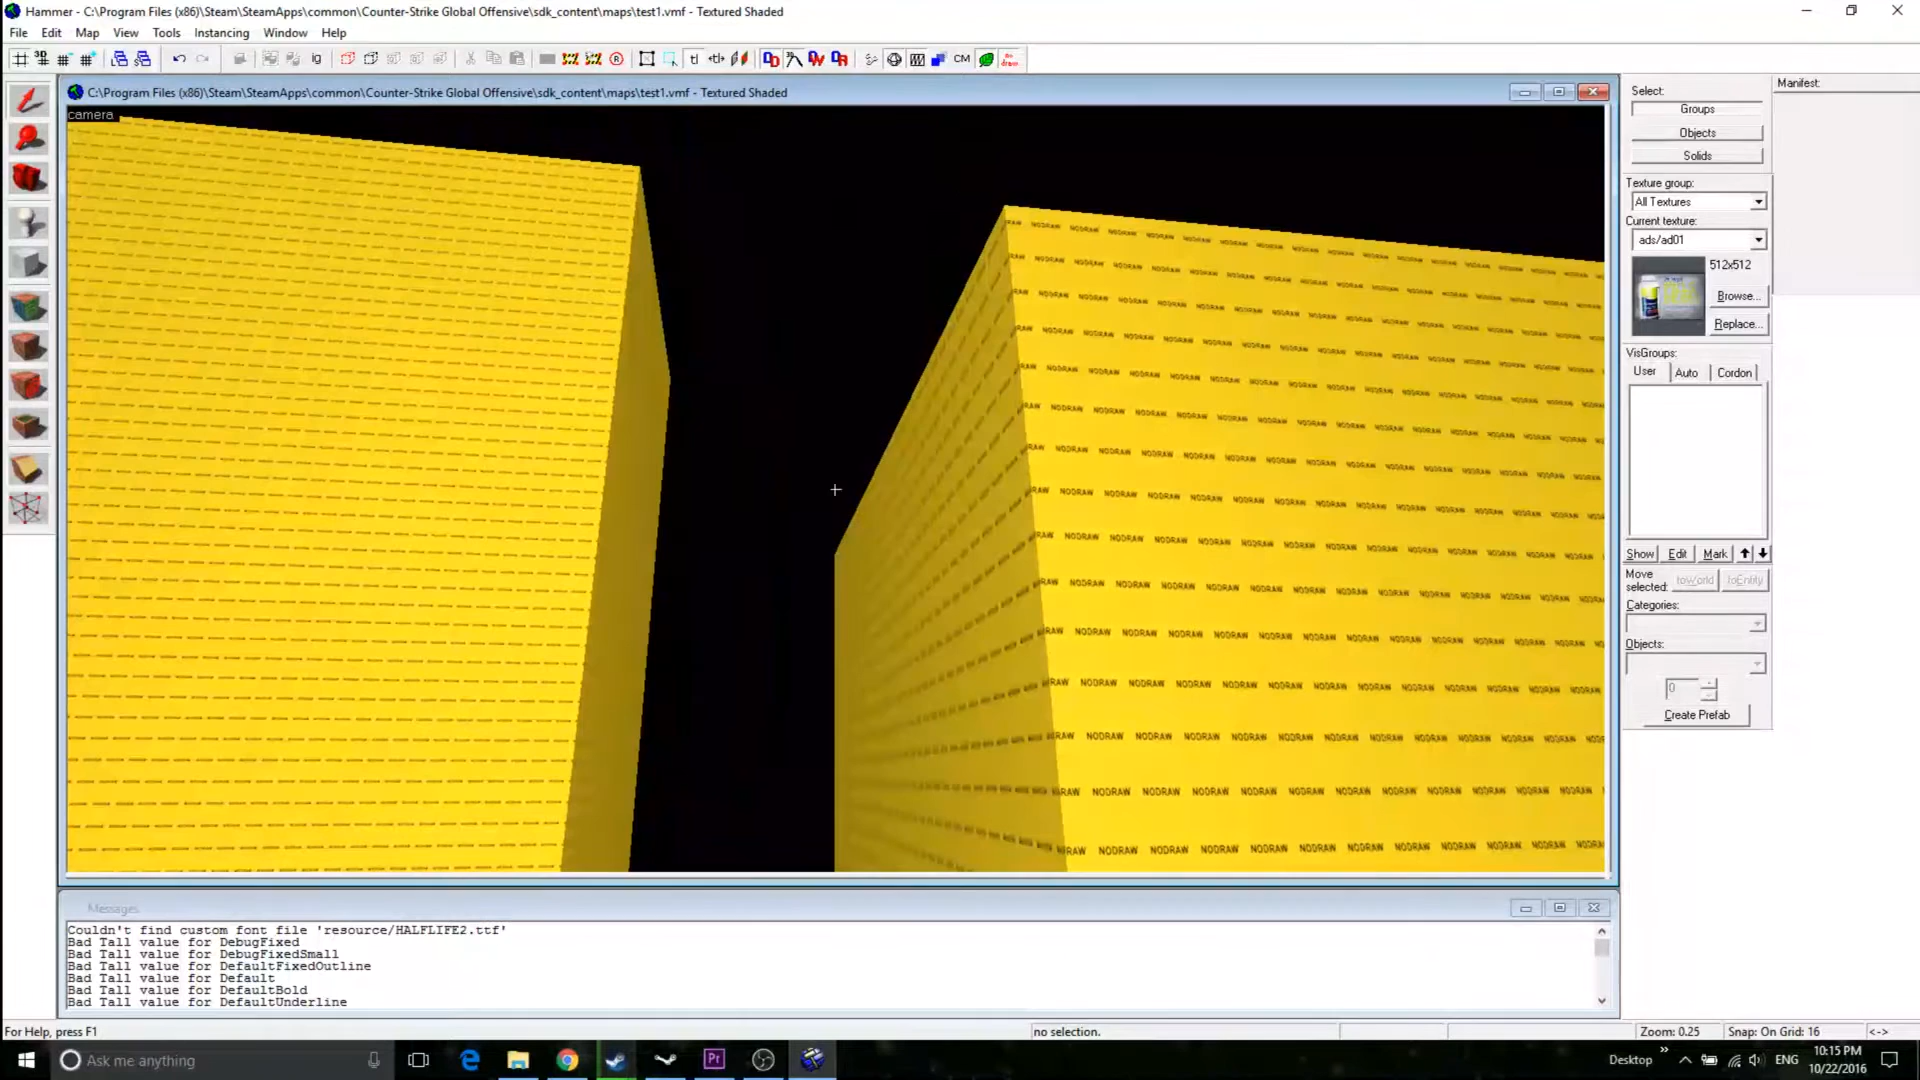 Hammer - C:\Program Files (x86)\Steam\SteamApps\common\Counter-Strike Global Offensive\sdk_content\maps\test1.vmf - Textured Shaded
File Edit Map View Tools Instancing Window Help
C:\Program Files (x86)\Steam\SteamApps\common\Counter-Strike Global Offensive\sdk_content\maps\test1.vmf - Textured Shaded
camera
NODRAW NODRAW NODRAW NODRAW NODRAW NODRAW NODRAW NODRAW NODRAW
Select:
Groups
Objects
Solids
Texture group:
All Textures
Current texture:
ads/ad01
512x512
Browse...
Replace...
VisGroups:
User Auto Cordon
Show Edit Mark
Move selected: toWorld toEntity
Categories:
Objects:
0
Create Prefab
Manifest:
Messages
Couldn't find custom font file 'resource/HALFLIFE2.ttf'
Bad Tall value for DebugFixed
Bad Tall value for DebugFixedSmall
Bad Tall value for DefaultFixedOutline
Bad Tall value for Default
Bad Tall value for DefaultBold
Bad Tall value for DefaultUnderline
For Help, press F1
no selection.
Zoom: 0.25
Snap: On Grid: 16
<->
Ask me anything
Desktop
ENG
10:15 PM
10/22/2016